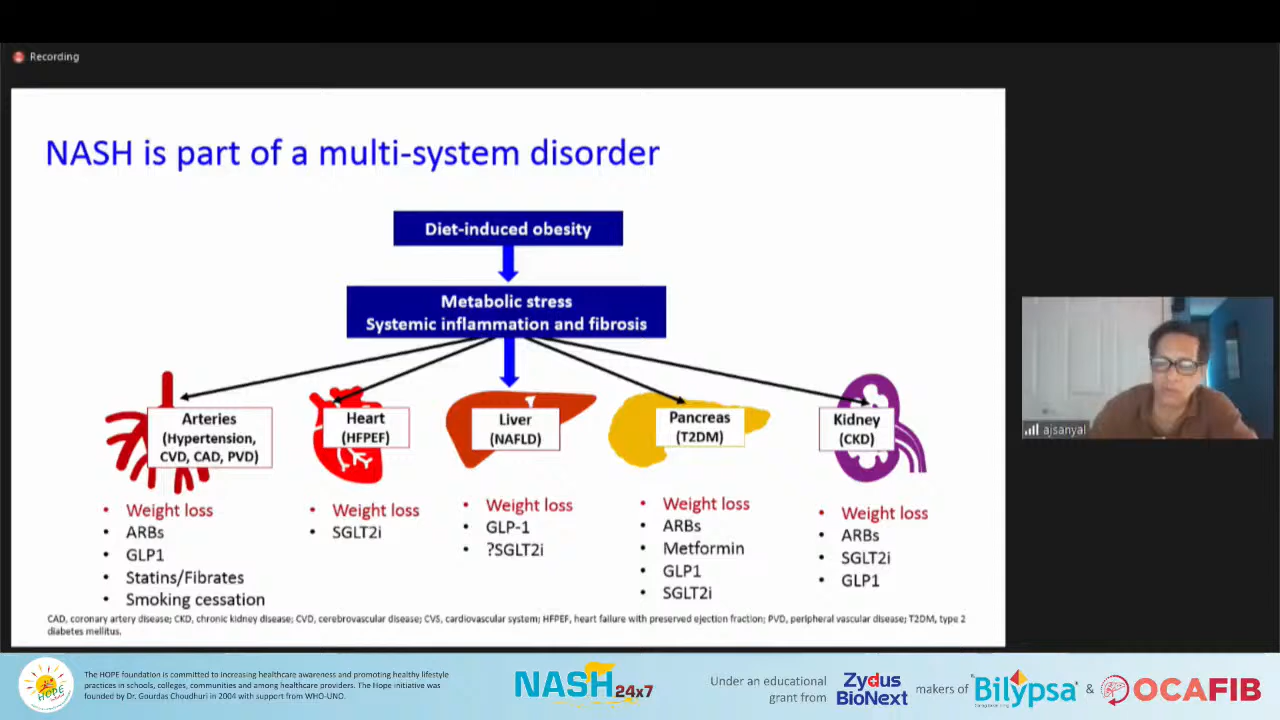 Recording
NASH is part of a multi-system disorder
Diet-induced obesity
Metabolic stress
Systemic inflammation and fibrosis
Arteries
(Hypertension,
CVD, CAD, PVD)
Heart
(HFPEF)
Liver
(NAFLD)
Pancreas
(T2DM)
Kidney
(CKD)
• Weight loss
• ARBs
• GLP1
• Statins/Fibrates
• Smoking cessation
• Weight loss
• SGLT2i
• Weight loss
• GLP-1
• ?SGLT2i
• Weight loss
• ARBs
• Metformin
• GLP1
• SGLT2i
• Weight loss
• ARBs
• SGLT2i
• GLP1
CAD, coronary artery disease; CKD, chronic kidney disease; CVD, cerebrovascular disease; CVS, cardiovascular system; HFPEF, heart failure with preserved ejection fraction; PVD, peripheral vascular disease; T2DM, type 2
diabetes mellitus.
ajsanyal
HOPE
The HOPE foundation is committed to increasing healthcare awareness and promoting healthy lifestyle
practices in schools, colleges, communities and among healthcare providers. The Hope initiative was
founded by Dr. Gourdas Choudhuri in 2004 with support from WHO-UNO.
NASH 24x7
Under an educational
grant from
Zydus
BioNext
makers of
"Bilypsa"
& OCAFIB